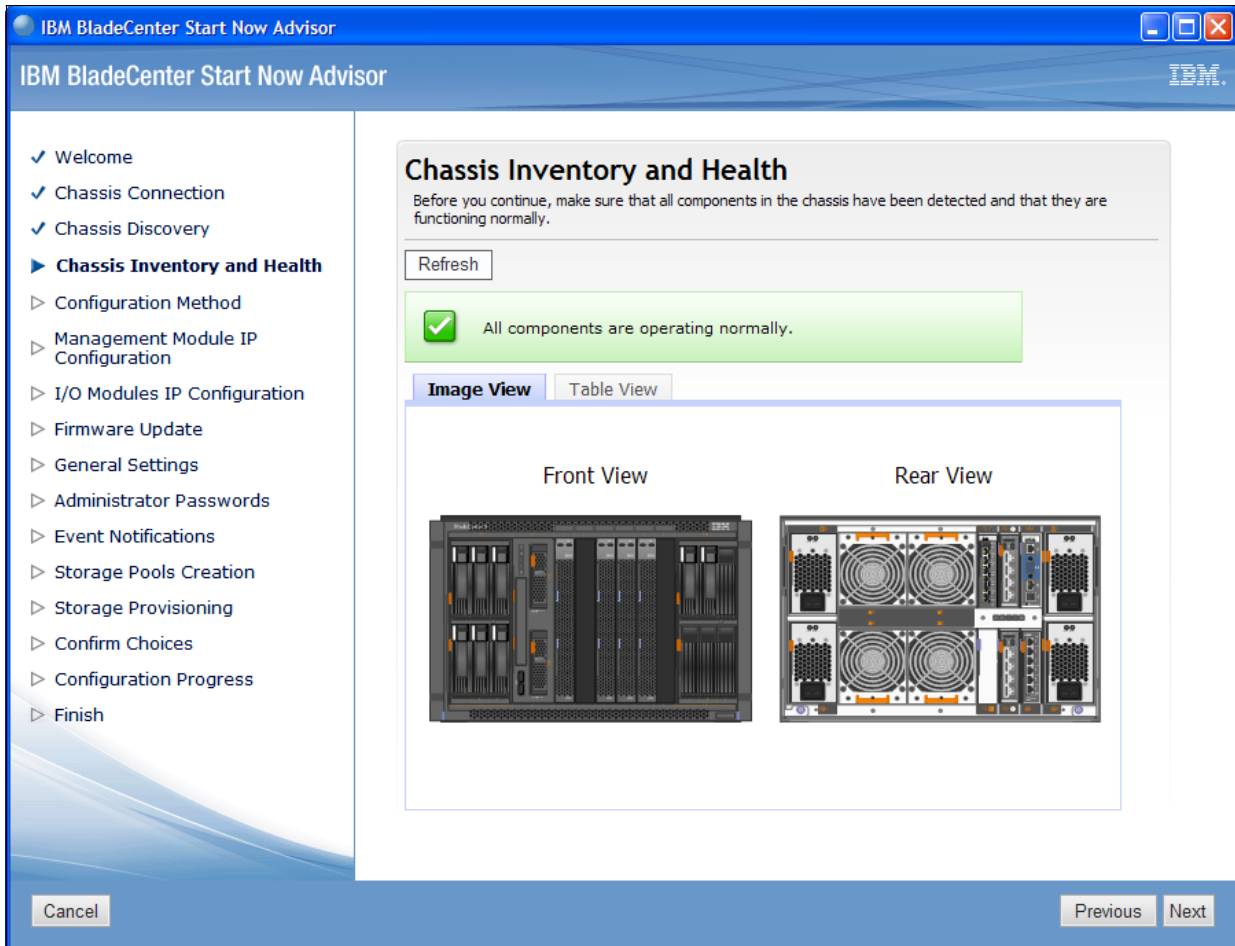 IBM BladeCenter Start Now Advisor
IBM BladeCenter Start Now Advisor
IBM.
Welcome
Chassis Connection
Chassis Discovery
Chassis Inventory and Health
Configuration Method
Management Module IP
Configuration
I/O Modules IP Configuration
Firmware Update
General Settings
Administrator Passwords
Event Notifications
Storage Pools Creation
Storage Provisioning
Confirm Choices
Configuration Progress
Finish
Chassis Inventory and Health
Before you continue, make sure that all components in the chassis have been detected and that they are
functioning normally.
Refresh
All components are operating normally.
Image View
Table View
Front View
Rear View
IBM
Cancel
Previous
Next